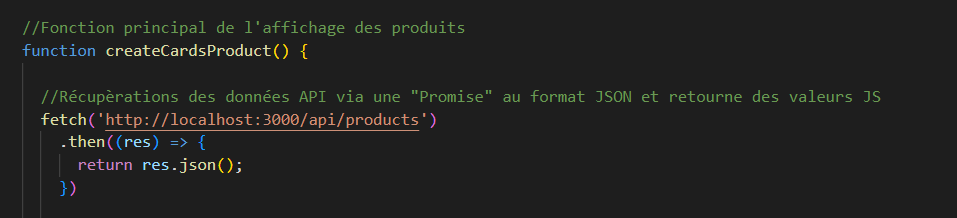 //Fonction principal de l'affichage des produits
function createCardsProduct() {
//Récupèrations des données API via une "Promise" au format JSON et retourne des valeurs JS
fetch('http://localhost:3000/api/products')
.then((res) => {
return res.json();
})